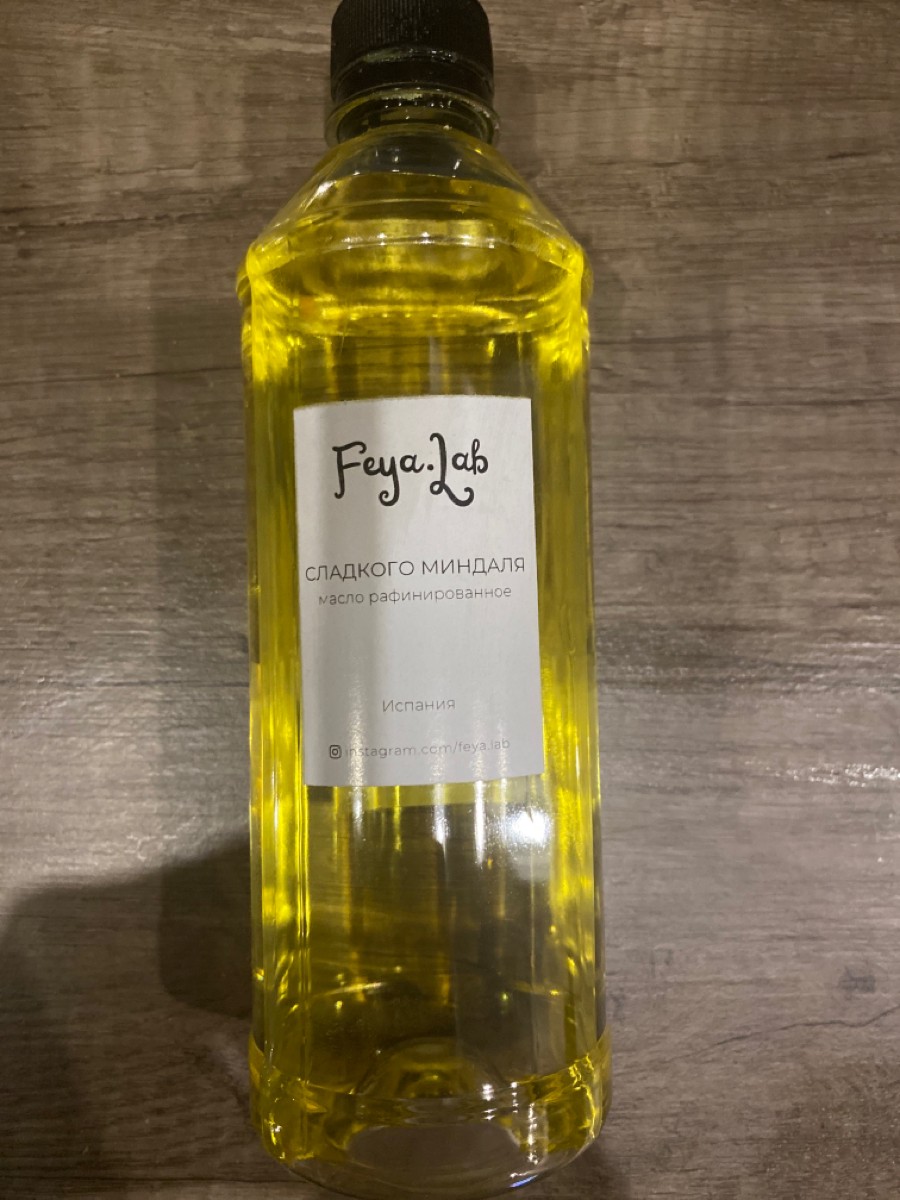 Feya.Lab
СЛАДКОГО МИНДАЛЯ
масло рафинированное
Испания
instagram.com/feya.lab